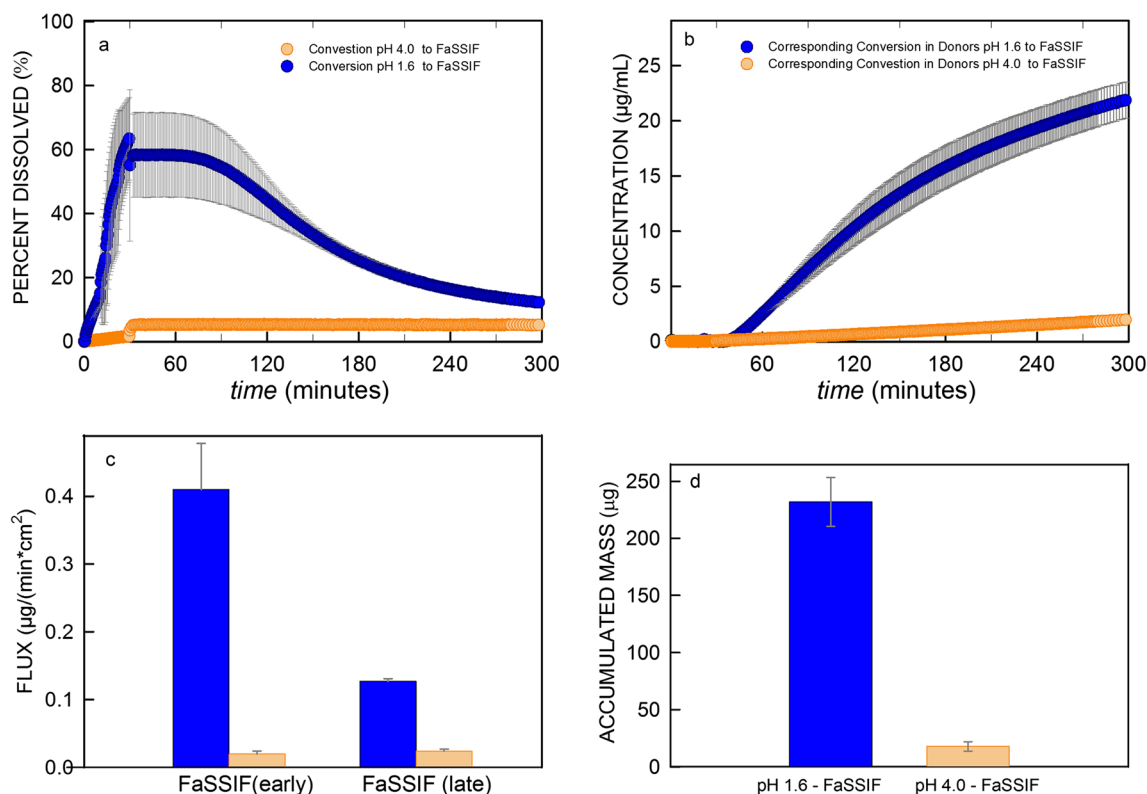 a
Convestion pH 4.0 to FaSSIF
Conversion pH 1.6 to FaSSIF
PERCENT DISSOLVED (%)
100
80
60
40
20
0
0 60 120 180 240 300
time (minutes)
b
Corresponding Conversion in Donors pH 1.6 to FaSSIF
Corresponding Convestion in Donors pH 4.0 to FaSSIF
CONCENTRATION (µg/mL)
25
20
15
10
5
0
60 120 180 240 300
time (minutes)
c
FLUX (µg/(min*cm²)
0.4
0.3
0.2
0.1
0.0
FaSSIF(early) FaSSIF (late)
d
ACCUMULATED MASS (µg)
250
200
150
100
50
0
pH 1.6 - FaSSIF pH 4.0 - FaSSIF